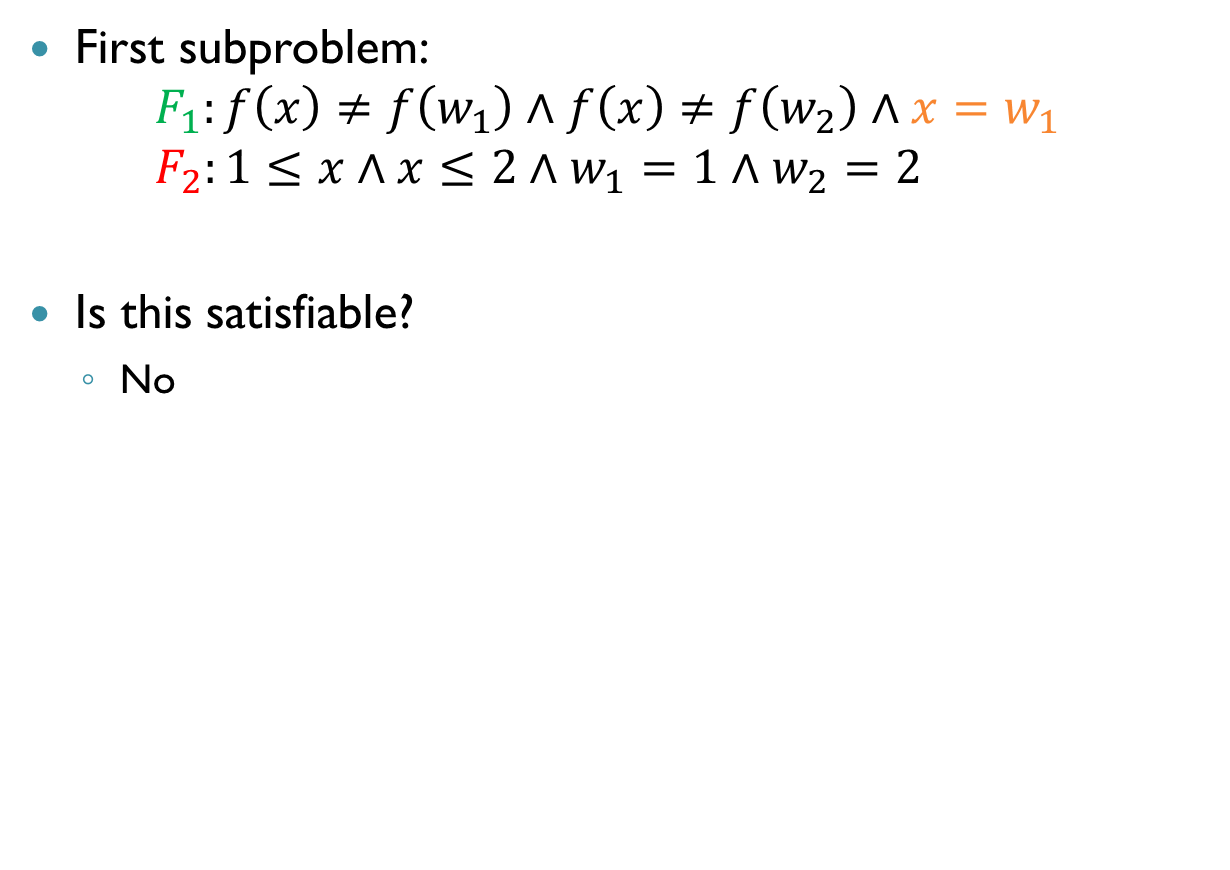 • First subproblem:
F₁: f(x) ≠ f(w₁) ∧ f(x) ≠ f(w₂) ∧ x = w₁
F₂: 1 ≤ x ∧ x ≤ 2 ∧ w₁ = 1 ∧ w₂ = 2
• Is this satisfiable?
◦ No